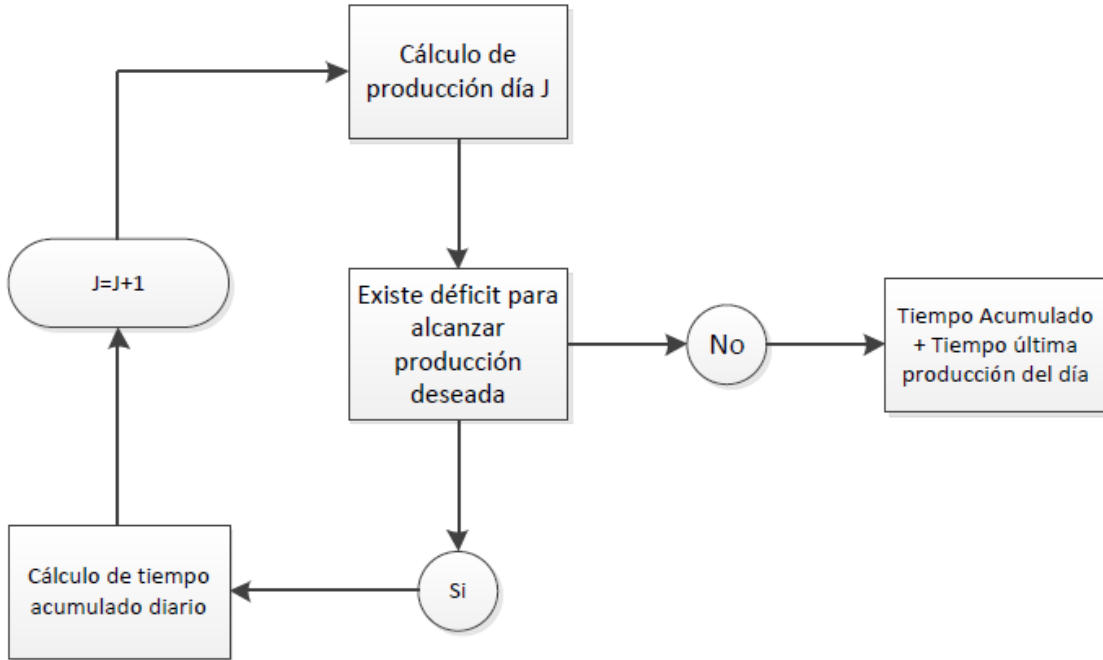 Cálculo de
producción día J
J=J+1
Existe déficit para
alcanzar
producción
deseada
No
Tiempo Acumulado
+ Tiempo última
producción del día
Cálculo de tiempo
acumulado diario
Si